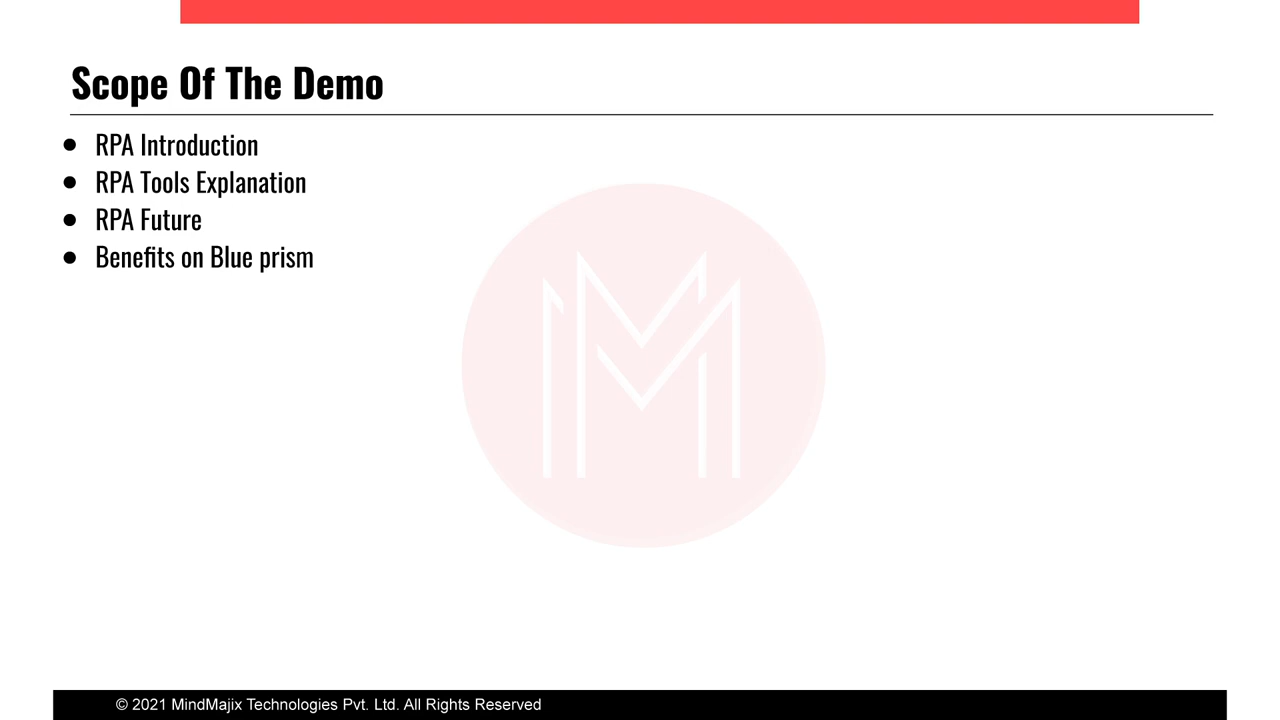 Scope Of The Demo
● RPA Introduction
● RPA Tools Explanation
● RPA Future
● Benefits on Blue prism
© 2021 MindMajix Technologies Pvt. Ltd. All Rights Reserved